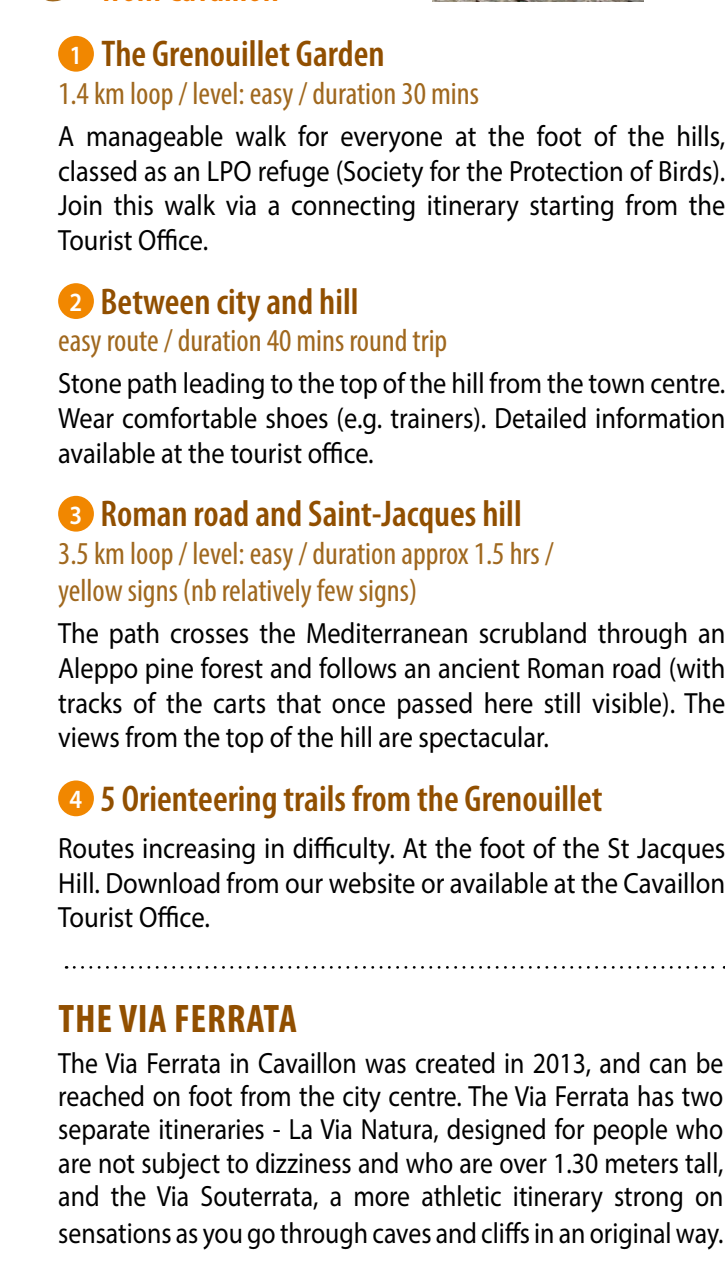 from Cavaillon
1 The Grenouillet Garden
1.4 km loop / level: easy / duration 30 mins
A manageable walk for everyone at the foot of the hills,
classed as an LPO refuge (Society for the Protection of Birds).
Join this walk via a connecting itinerary starting from the
Tourist Office.
2 Between city and hill
easy route / duration 40 mins round trip
Stone path leading to the top of the hill from the town centre.
Wear comfortable shoes (e.g. trainers). Detailed information
available at the tourist office.
3 Roman road and Saint-Jacques hill
3.5 km loop / level: easy / duration approx 1.5 hrs /
yellow signs (nb relatively few signs)
The path crosses the Mediterranean scrubland through an
Aleppo pine forest and follows an ancient Roman road (with
tracks of the carts that once passed here still visible). The
views from the top of the hill are spectacular.
4 5 Orienteering trails from the Grenouillet
Routes increasing in difficulty. At the foot of the St Jacques
Hill. Download from our website or available at the Cavaillon
Tourist Office.
THE VIA FERRATA
The Via Ferrata in Cavaillon was created in 2013, and can be
reached on foot from the city centre. The Via Ferrata has two
separate itineraries - La Via Natura, designed for people who
are not subject to dizziness and who are over 1.30 meters tall,
and the Via Souterrata, a more athletic itinerary strong on
sensations as you go through caves and cliffs in an original way.